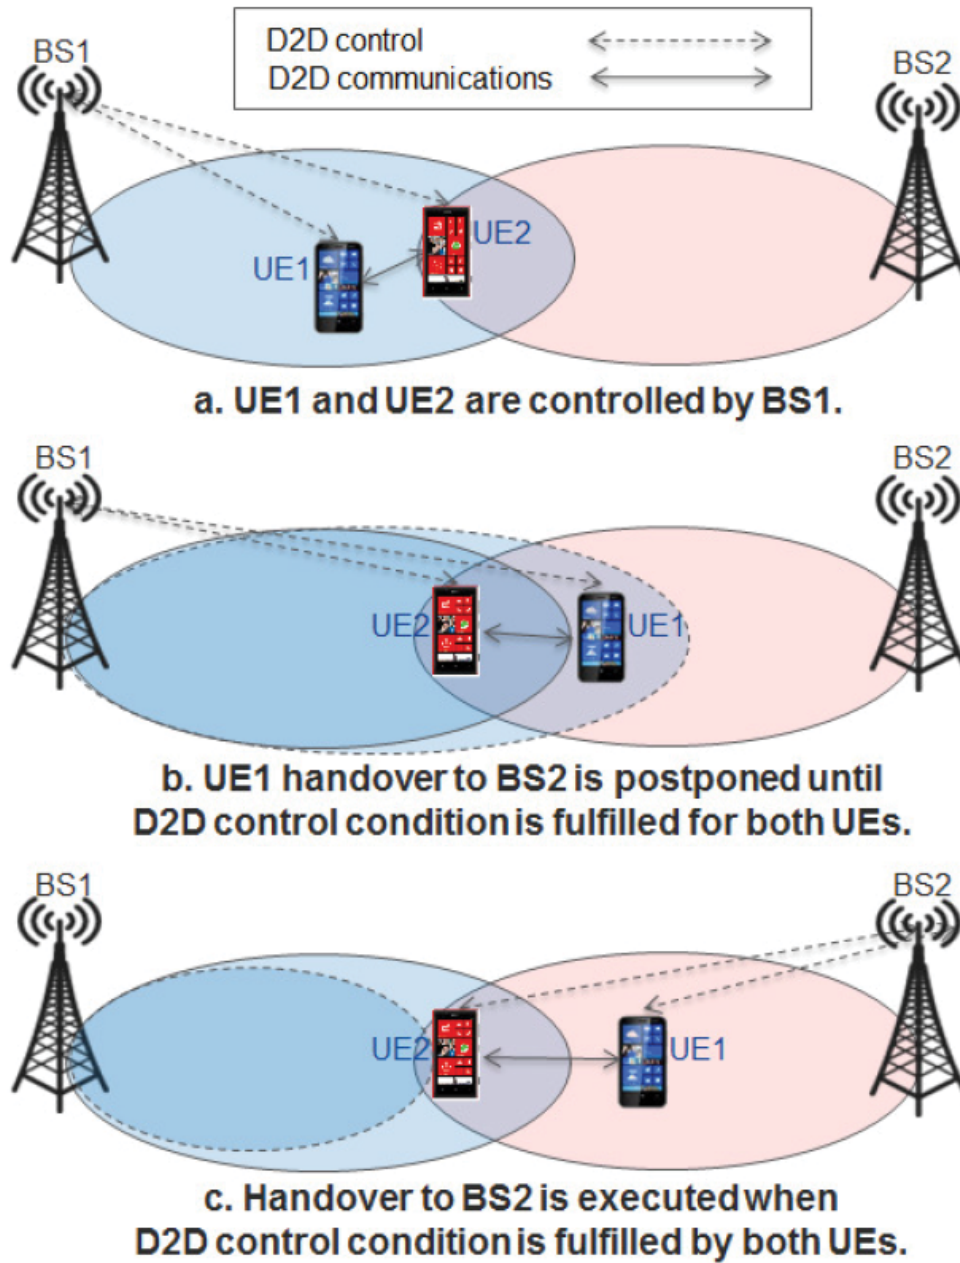 D2D control
D2D communications
BS1
BS2
UE2
UE1
a. UE1 and UE2 are controlled by BS1.
BS1
BS2
UE2
UE1
b. UE1 handover to BS2 is postponed until
D2D control condition is fulfilled for both UEs.
BS1
BS2
UE2
UE1
c. Handover to BS2 is executed when
D2D control condition is fulfilled by both UEs.